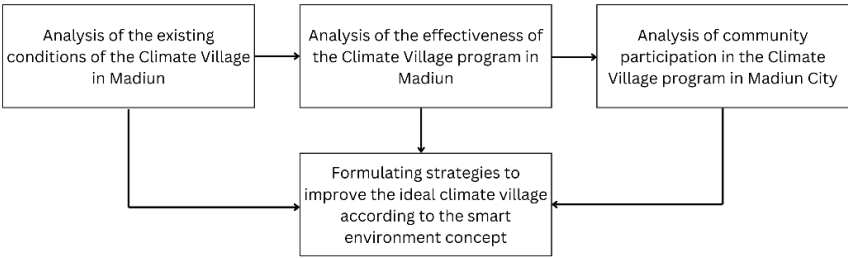 Analysis of the existing
conditions of the Climate Village
in Madiun
Analysis of the effectiveness of
the Climate Village program in
Madiun
Analysis of community
participation in the Climate
Village program in Madiun City
Formulating strategies to
improve the ideal climate village
according to the smart
environment concept